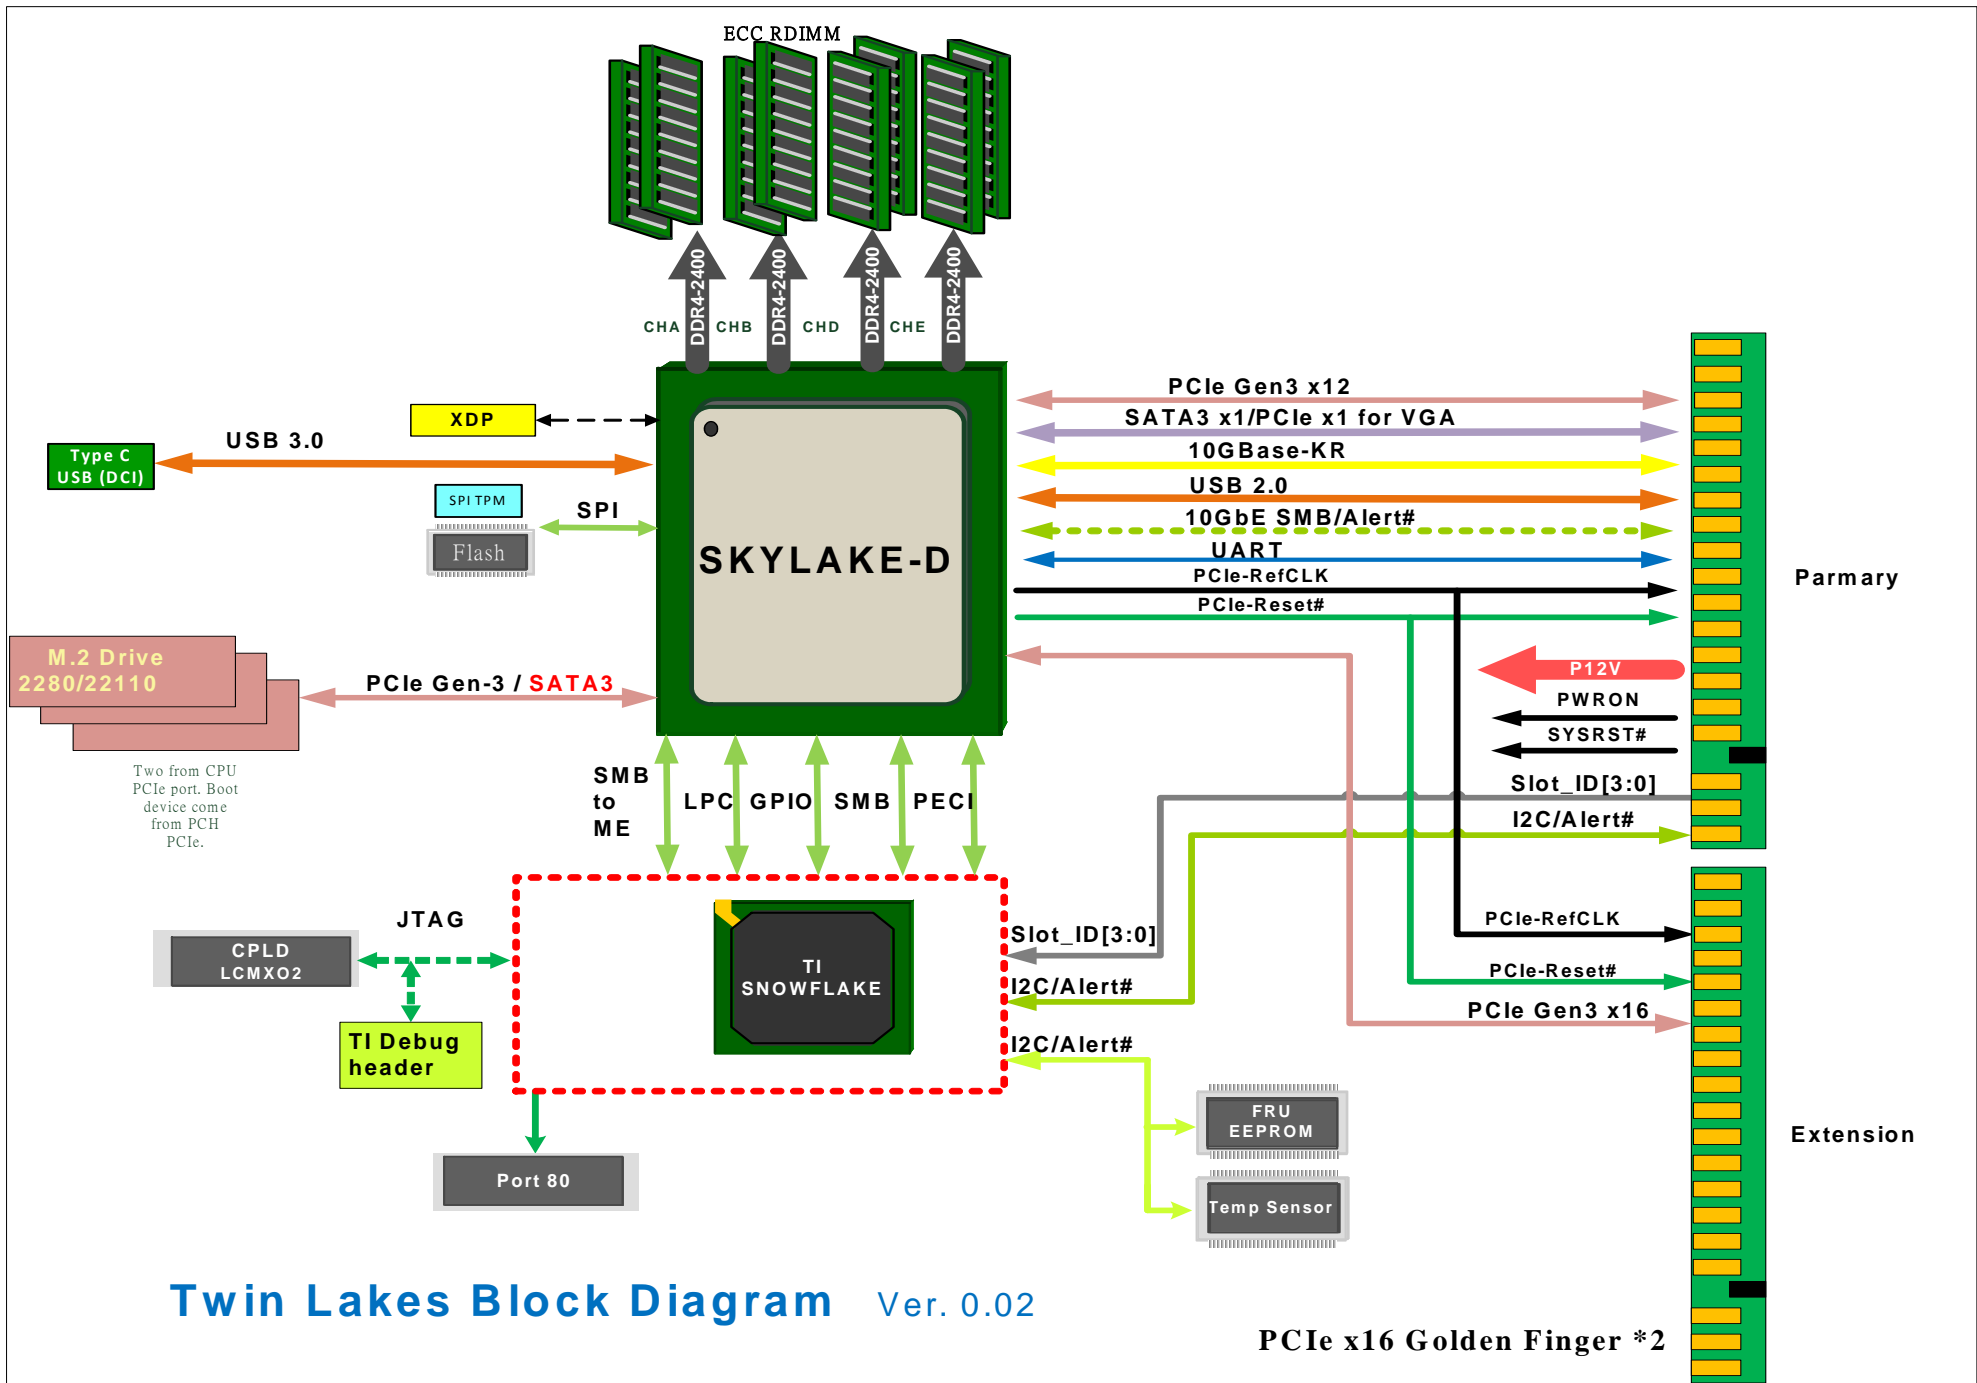 ECC RDIMM
DDR4-2400
DDR4-2400
DDR4-2400
DDR4-2400
CHA
CHB
CHD
CHE
XDP
USB 3.0
Type C
USB (DCI)
SPI TPM
SPI
Flash
SKYLAKE-D
M.2 Drive
2280/22110
PCIe Gen-3 / SATA3
Two from CPU
PCIe port. Boot
device come
from PCH
PCIe.
PCIe Gen3 x12
SATA3 x1/PCIe x1 for VGA
10GBase-KR
USB 2.0
10GbE SMB/Alert#
UART
PCIe-RefCLK
PCIe-Reset#
P12V
PWRON
SYSRST#
Slot_ID[3:0]
I2C/Alert#
Parmary
SMB
to
ME
LPC
GPIO
SMB
PECI
JTAG
CPLD
LCMXO2
TI Debug
header
TI
SNOWFLAKE
Port 80
Slot_ID[3:0]
I2C/Alert#
I2C/Alert#
PCIe-RefCLK
PCIe-Reset#
PCIe Gen3 x16
FRU
EEPROM
Temp Sensor
Extension
Twin Lakes Block Diagram Ver. 0.02
PCIe x16 Golden Finger *2